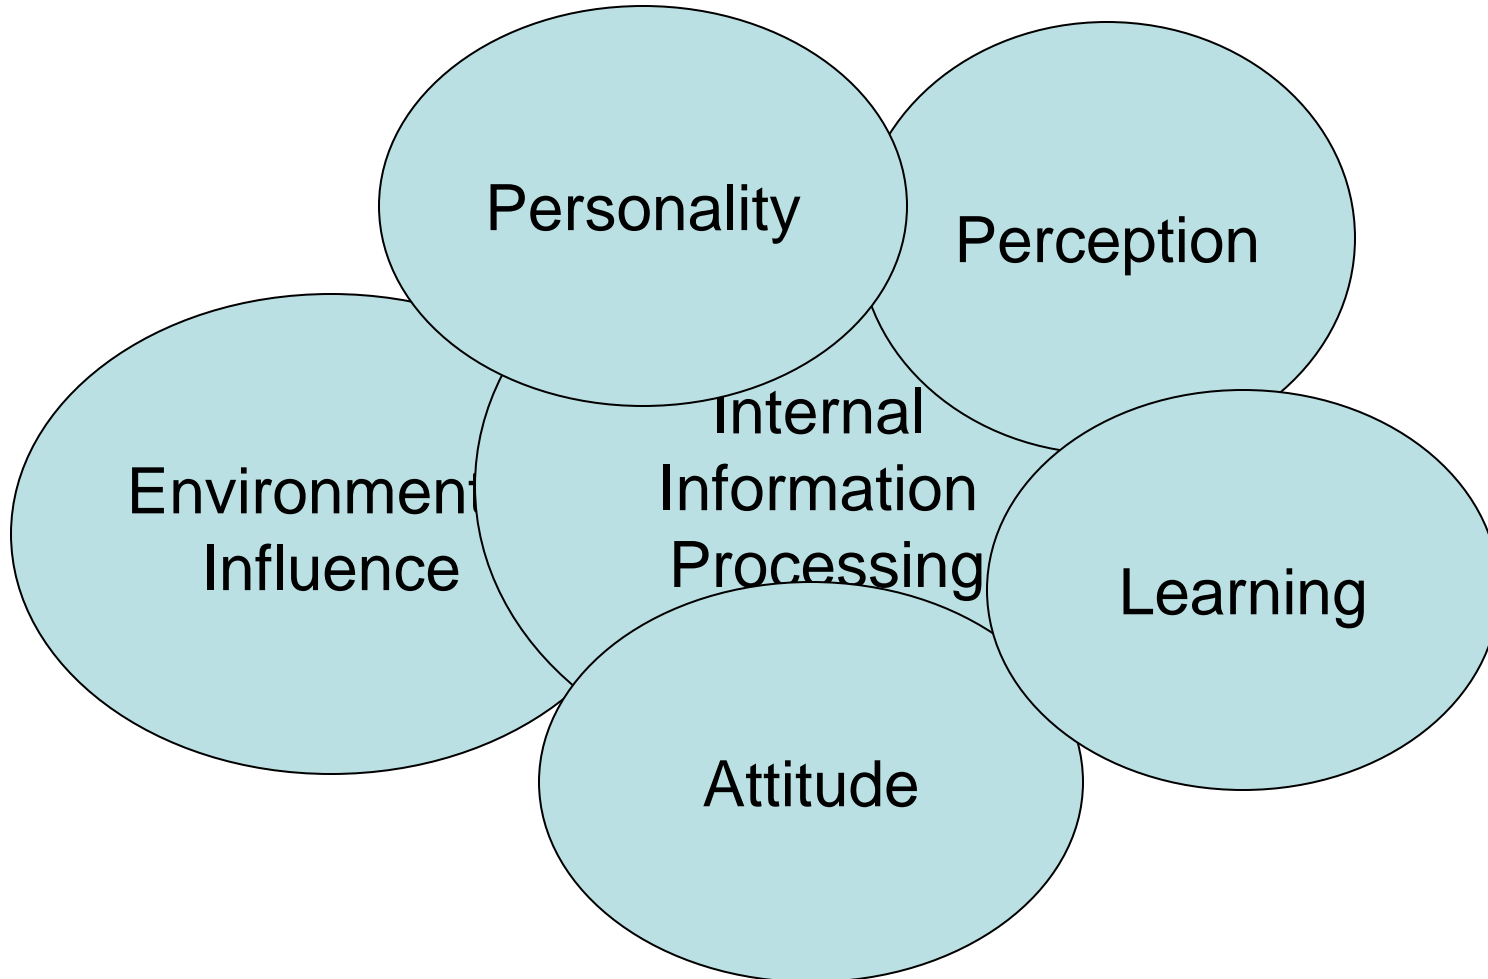 Personality
Perception
Environment
Influence
Internal
Information
Processing
Attitude
Learning